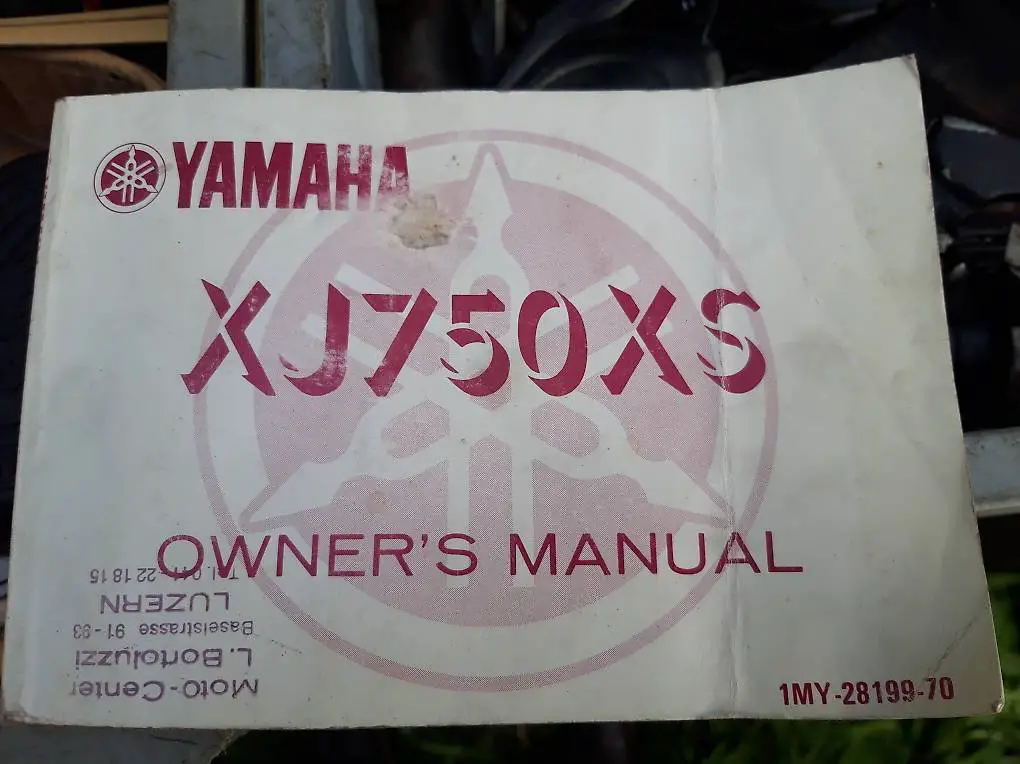 YAMAHA
XJ750XS
OWNER'S MANUAL
1MY-28199-70
Moto-Center
L. Bortoluzzi
Baselstrasse 91-93
LUZERN
Tel. 041-22 18 15